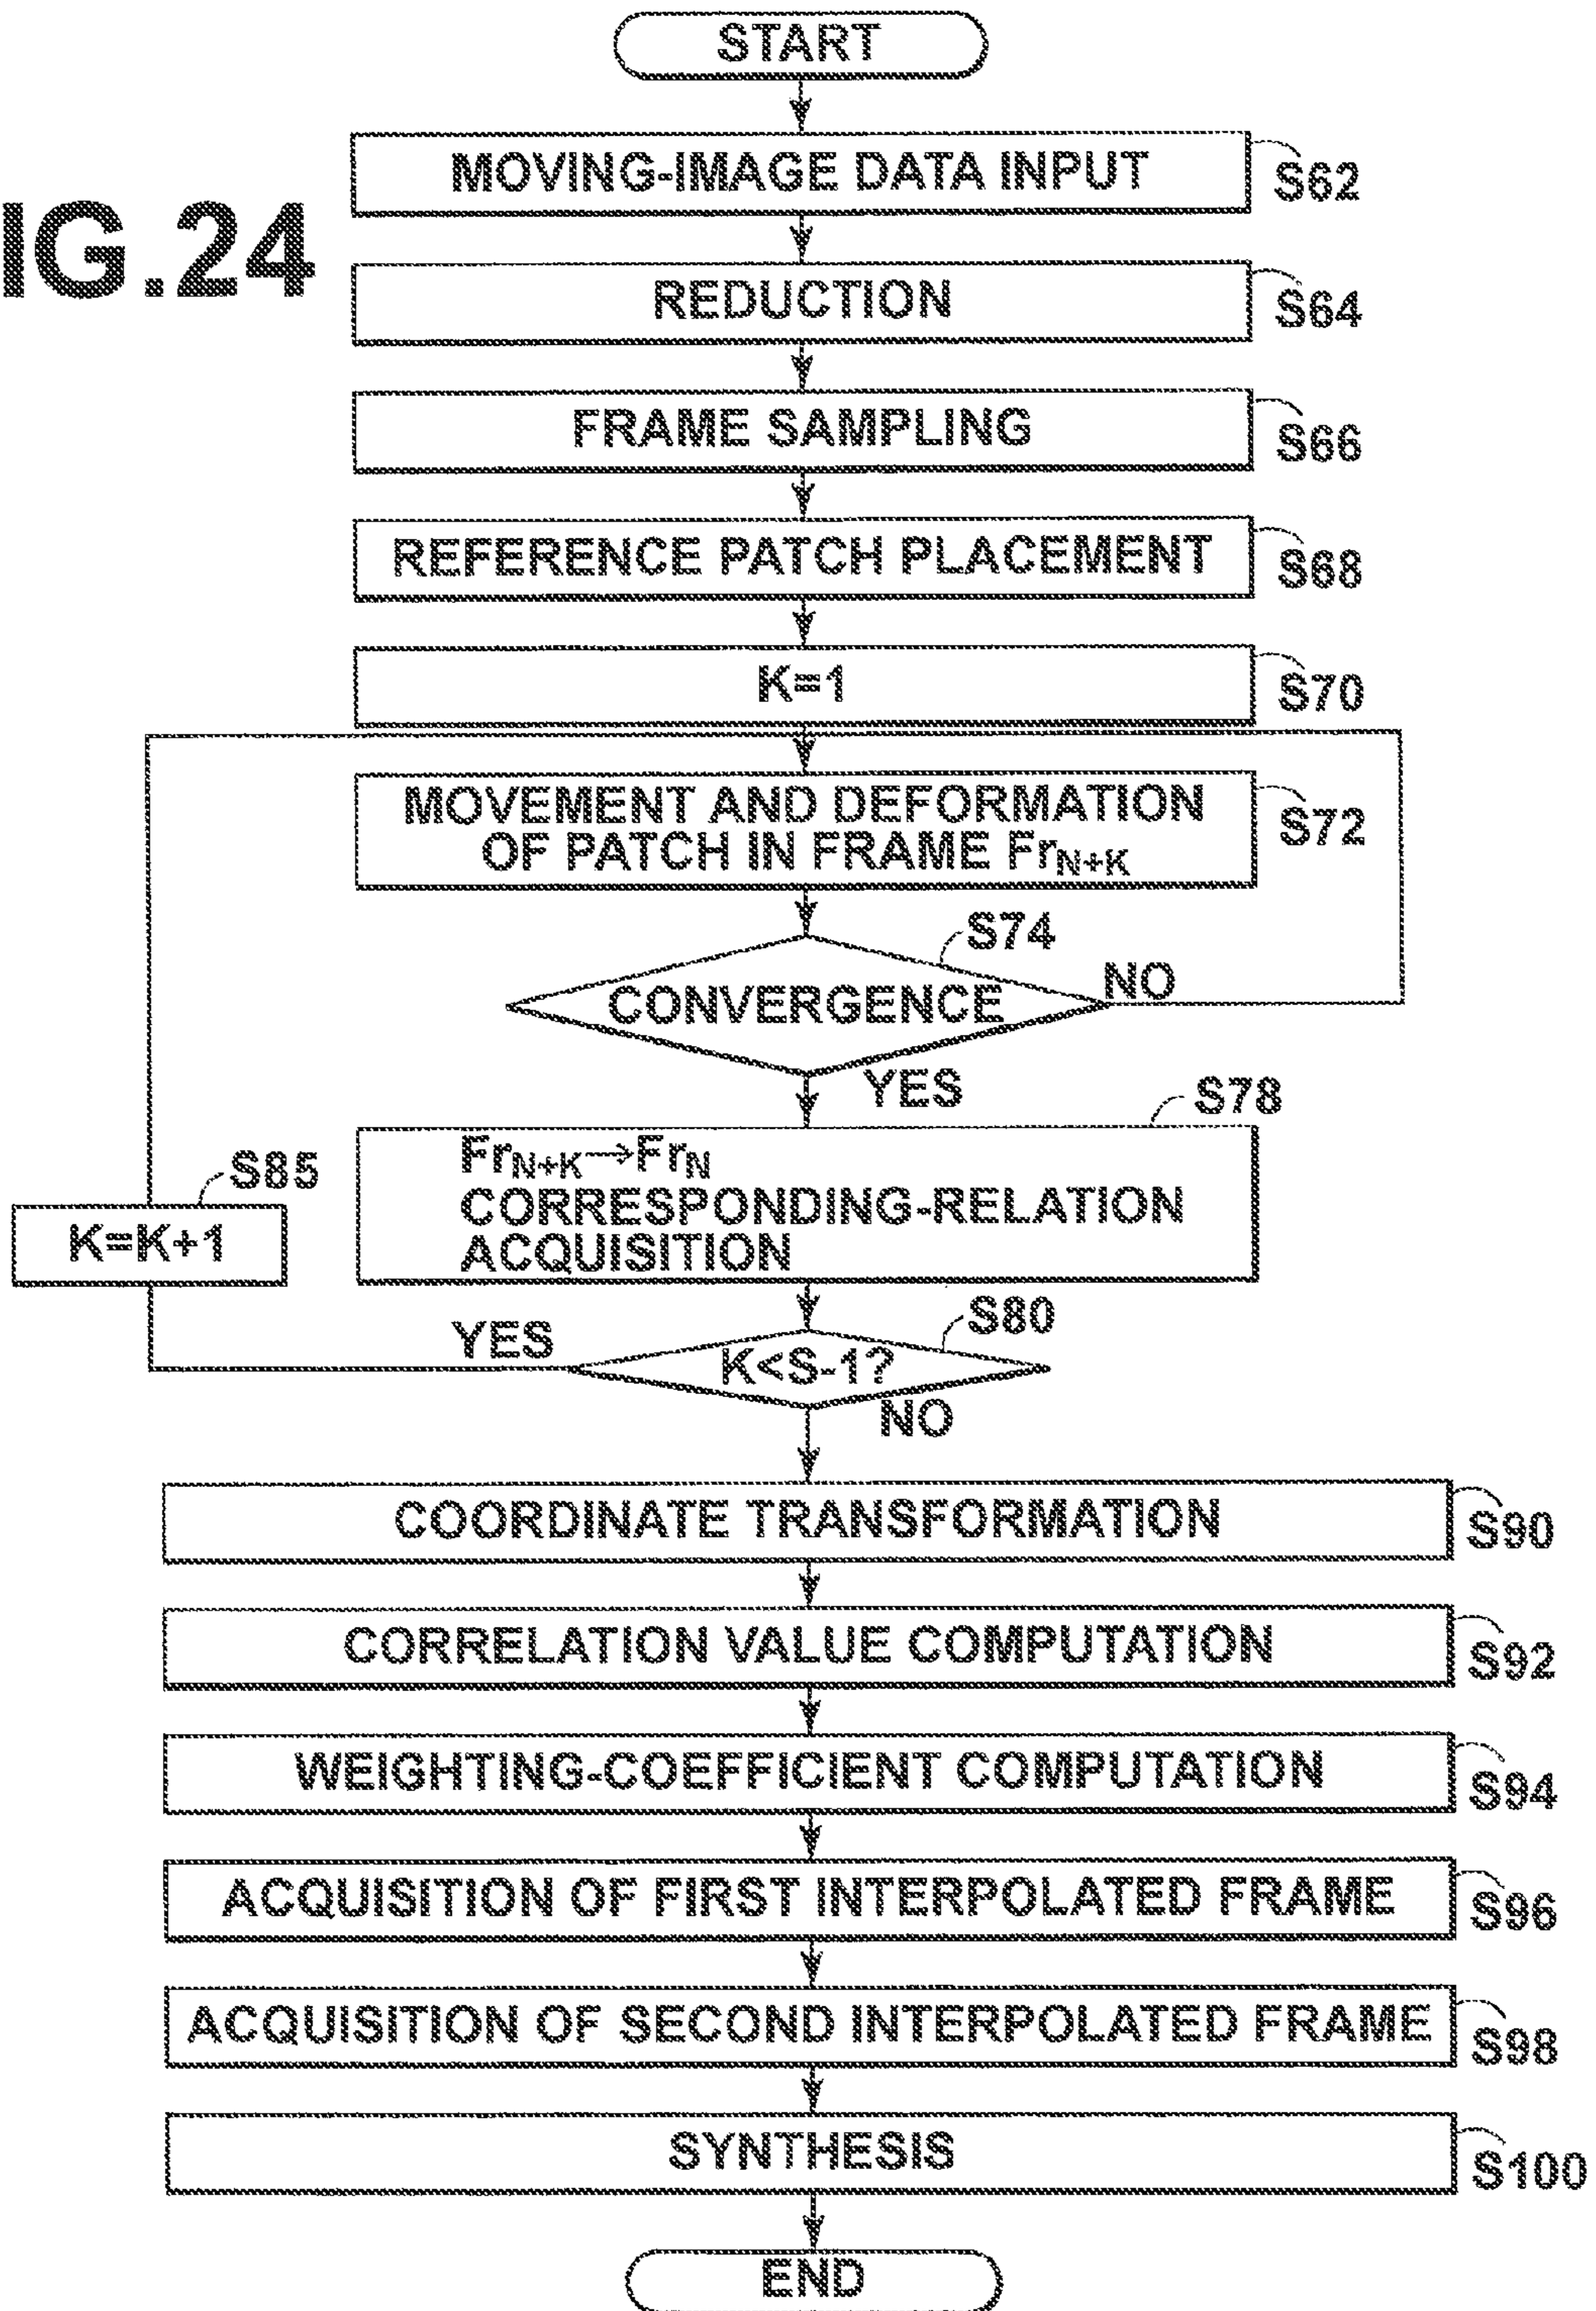 START
MOVING-IMAGE DATA INPUT
S62
IG.24
REDUCTION
S64
FRAME SAMPLING
S66
REFERENCE PATCH PLACEMENT
S68
K=1
S70
MOVEMENT AND DEFORMATION
OF PATCH IN FRAME FrN+K
S72
S74
CONVERGENCE
NO
YES
S78
FrN+K→FrN
CORRESPONDING-RELATION
ACQUISITION
S85
K=K+1
S80
YES
K<S-1?
NO
COORDINATE TRANSFORMATION
S90
CORRELATION VALUE COMPUTATION
S92
WEIGHTING-COEFFICIENT COMPUTATION
S94
ACQUISITION OF FIRST INTERPOLATED FRAME
S96
ACQUISITION OF SECOND INTERPOLATED FRAME
S98
SYNTHESIS
S100
END